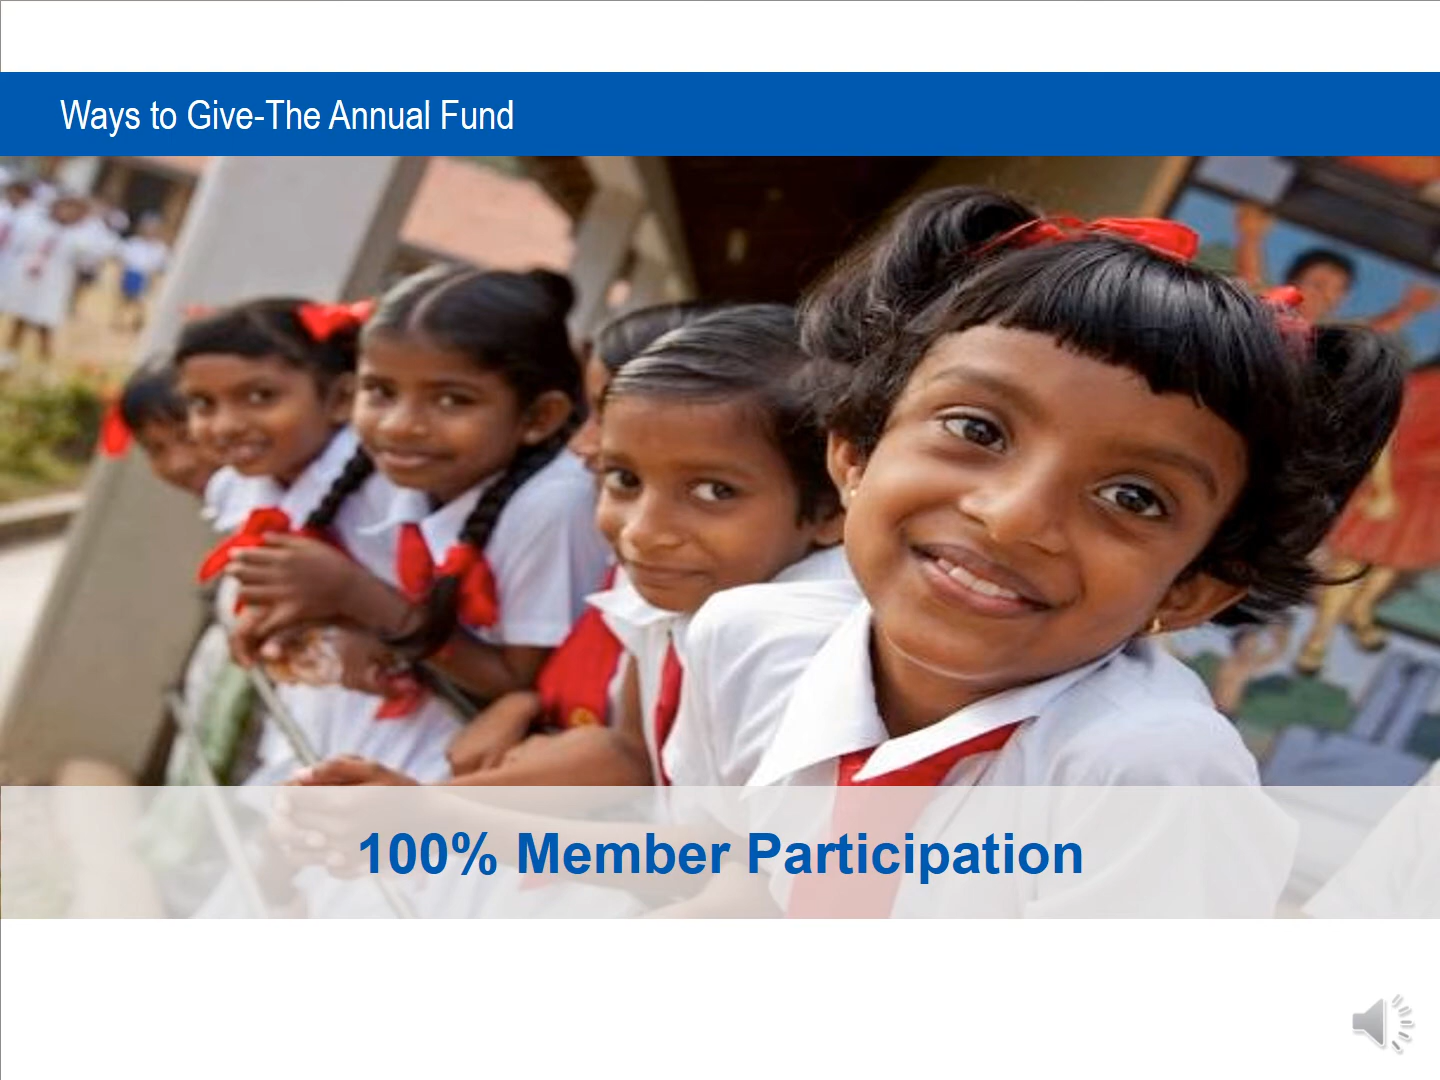 Ways to Give-The Annual Fund
100% Member Participation